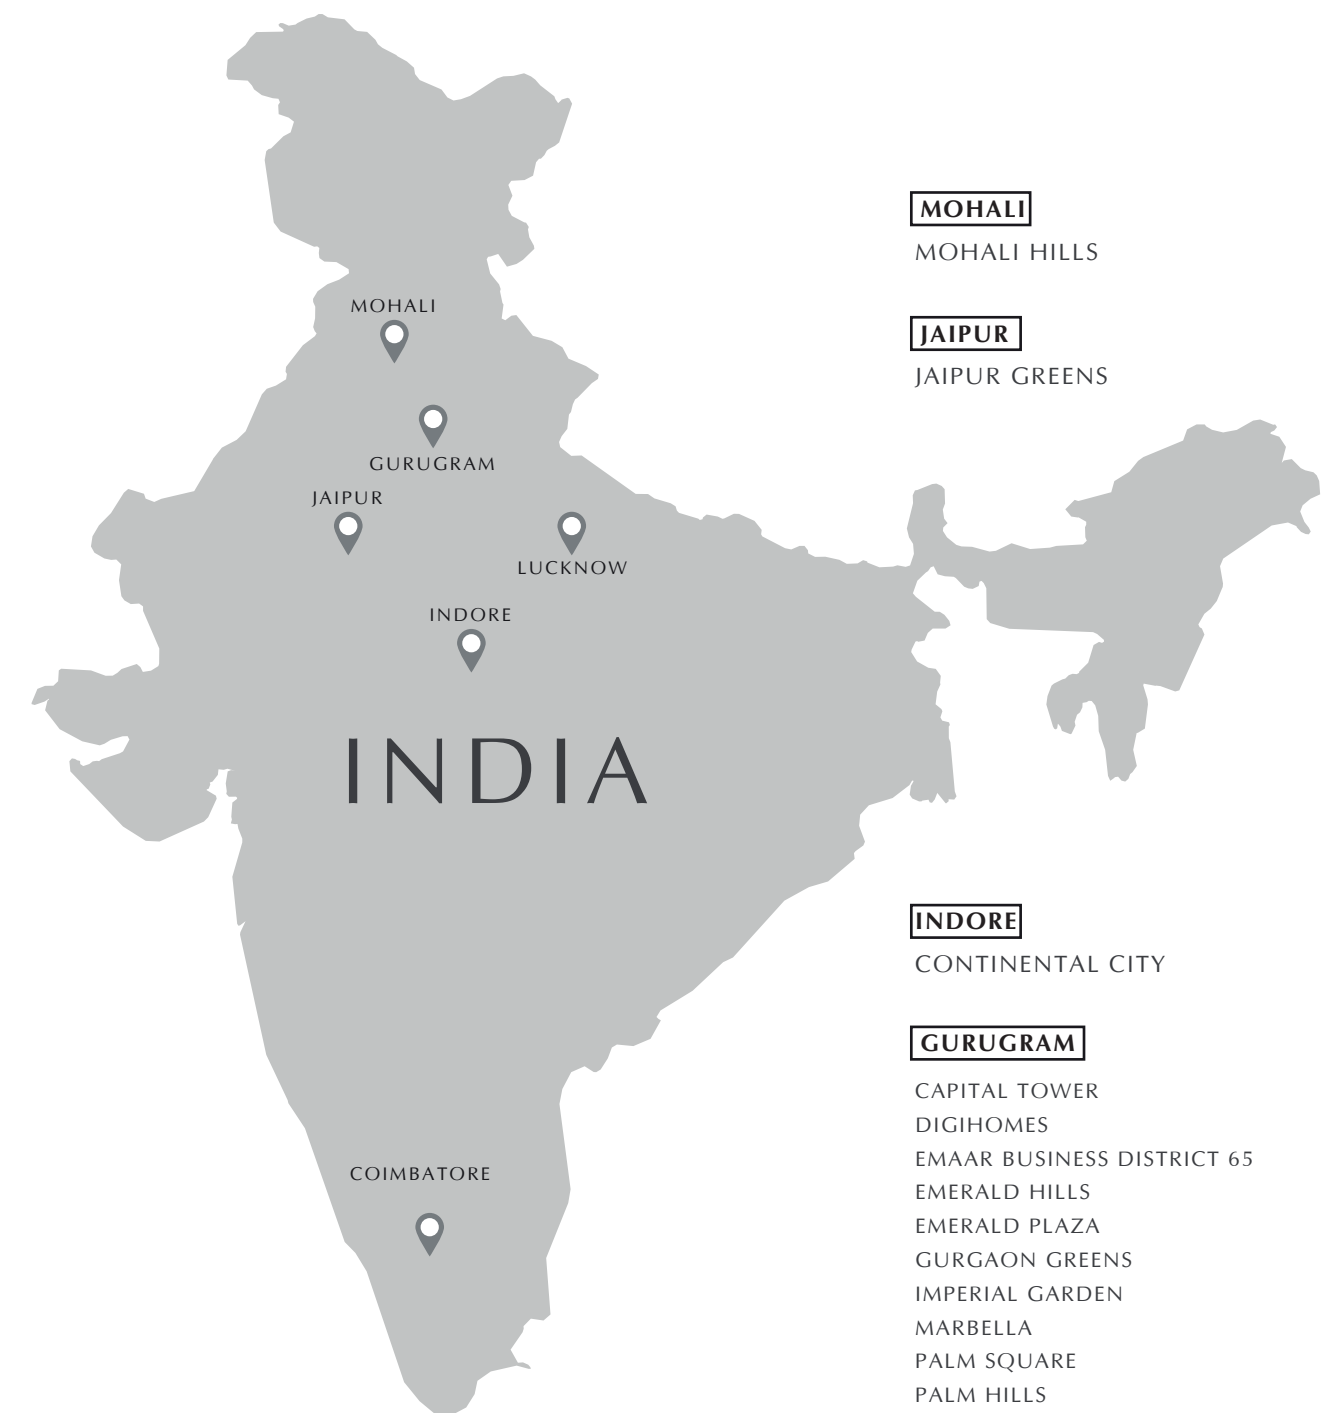 MOHALI
GURUGRAM
JAIPUR
LUCKNOW
INDORE
INDIA
COIMBATORE
MOHALI
MOHALI HILLS
JAIPUR
JAIPUR GREENS
INDORE
CONTINENTAL CITY
GURUGRAM
CAPITAL TOWER
DIGIHOMES
EMAAR BUSINESS DISTRICT 65
EMERALD HILLS
EMERALD PLAZA
GURGAON GREENS
IMPERIAL GARDEN
MARBELLA
PALM SQUARE
PALM HILLS